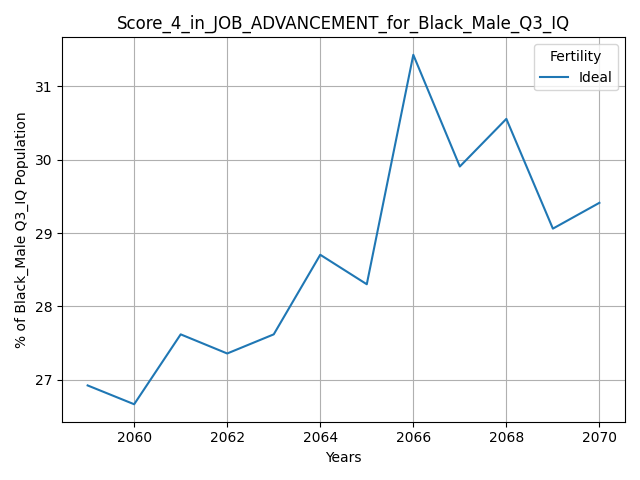 Score_4_in_JOB_ADVANCEMENT_for_Black_Male_Q3_IQ
Fertility
Ideal
% of Black_Male Q3_IQ Population
31
30
29
28
27
2060
2062
2064
2066
2068
2070
Years